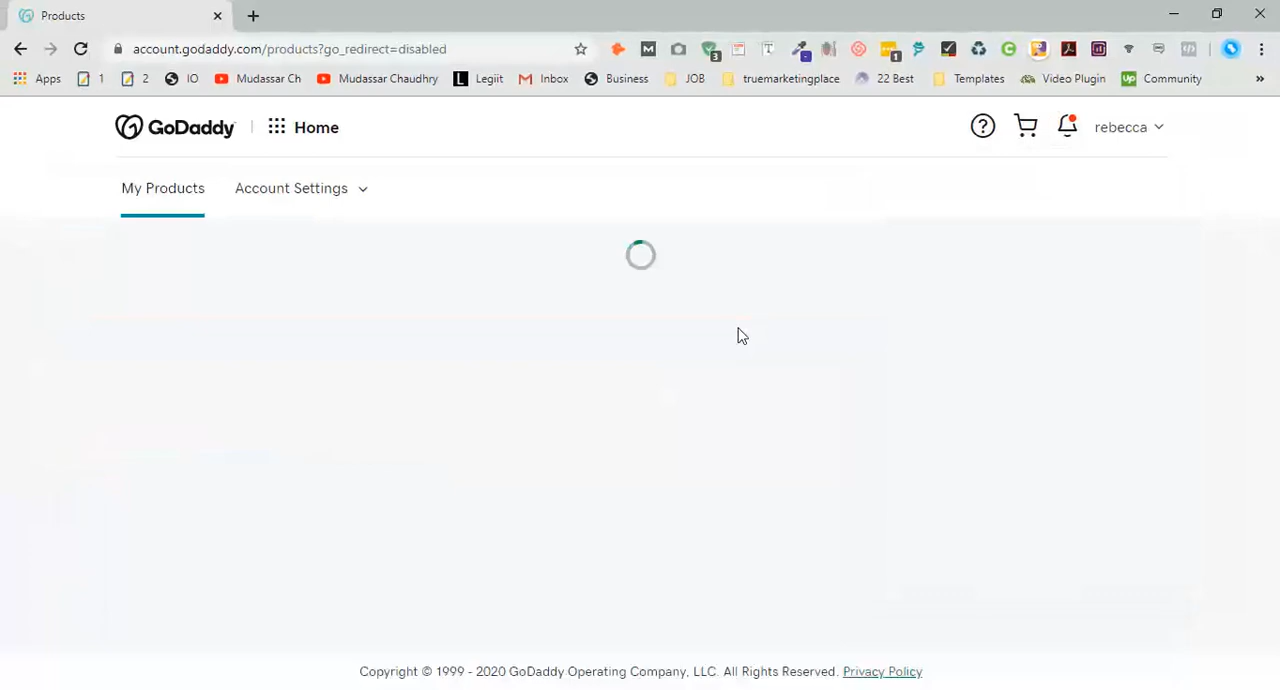 Products
account.godaddy.com/products?go_redirect=disabled
3
1
Apps 1 2 IO Mudassar Ch Mudassar Chaudhry Legiit Inbox Business JOB truemarketingplace 22 Best Templates Video Plugin Community »
GoDaddy Home rebecca
My Products Account Settings
Copyright © 1999 - 2020 GoDaddy Operating Company, LLC. All Rights Reserved. Privacy Policy